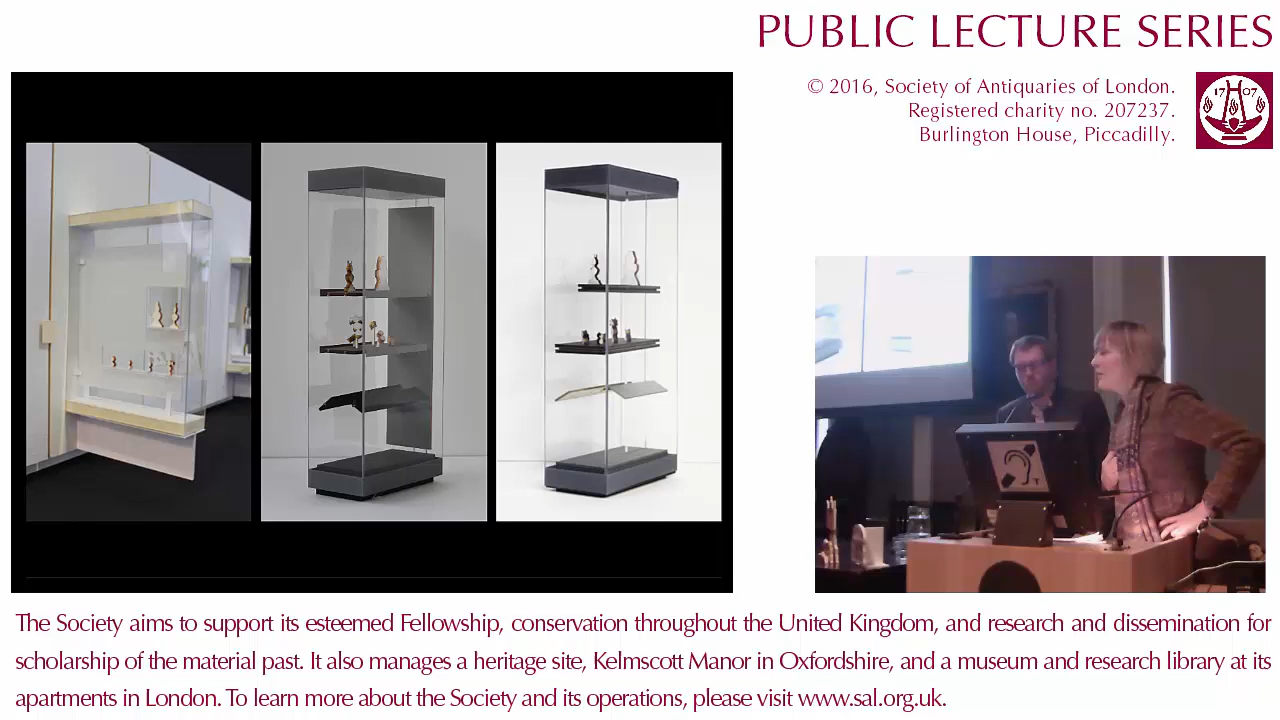 PUBLIC LECTURE SERIES
© 2016, Society of Antiquaries of London.
Registered charity no. 207237.
Burlington House, Piccadilly.
17 07
T
The Society aims to support its esteemed Fellowship, conservation throughout the United Kingdom, and research and dissemination for
scholarship of the material past. It also manages a heritage site, Kelmscott Manor in Oxfordshire, and a museum and research library at its
apartments in London. To learn more about the Society and its operations, please visit www.sal.org.uk.